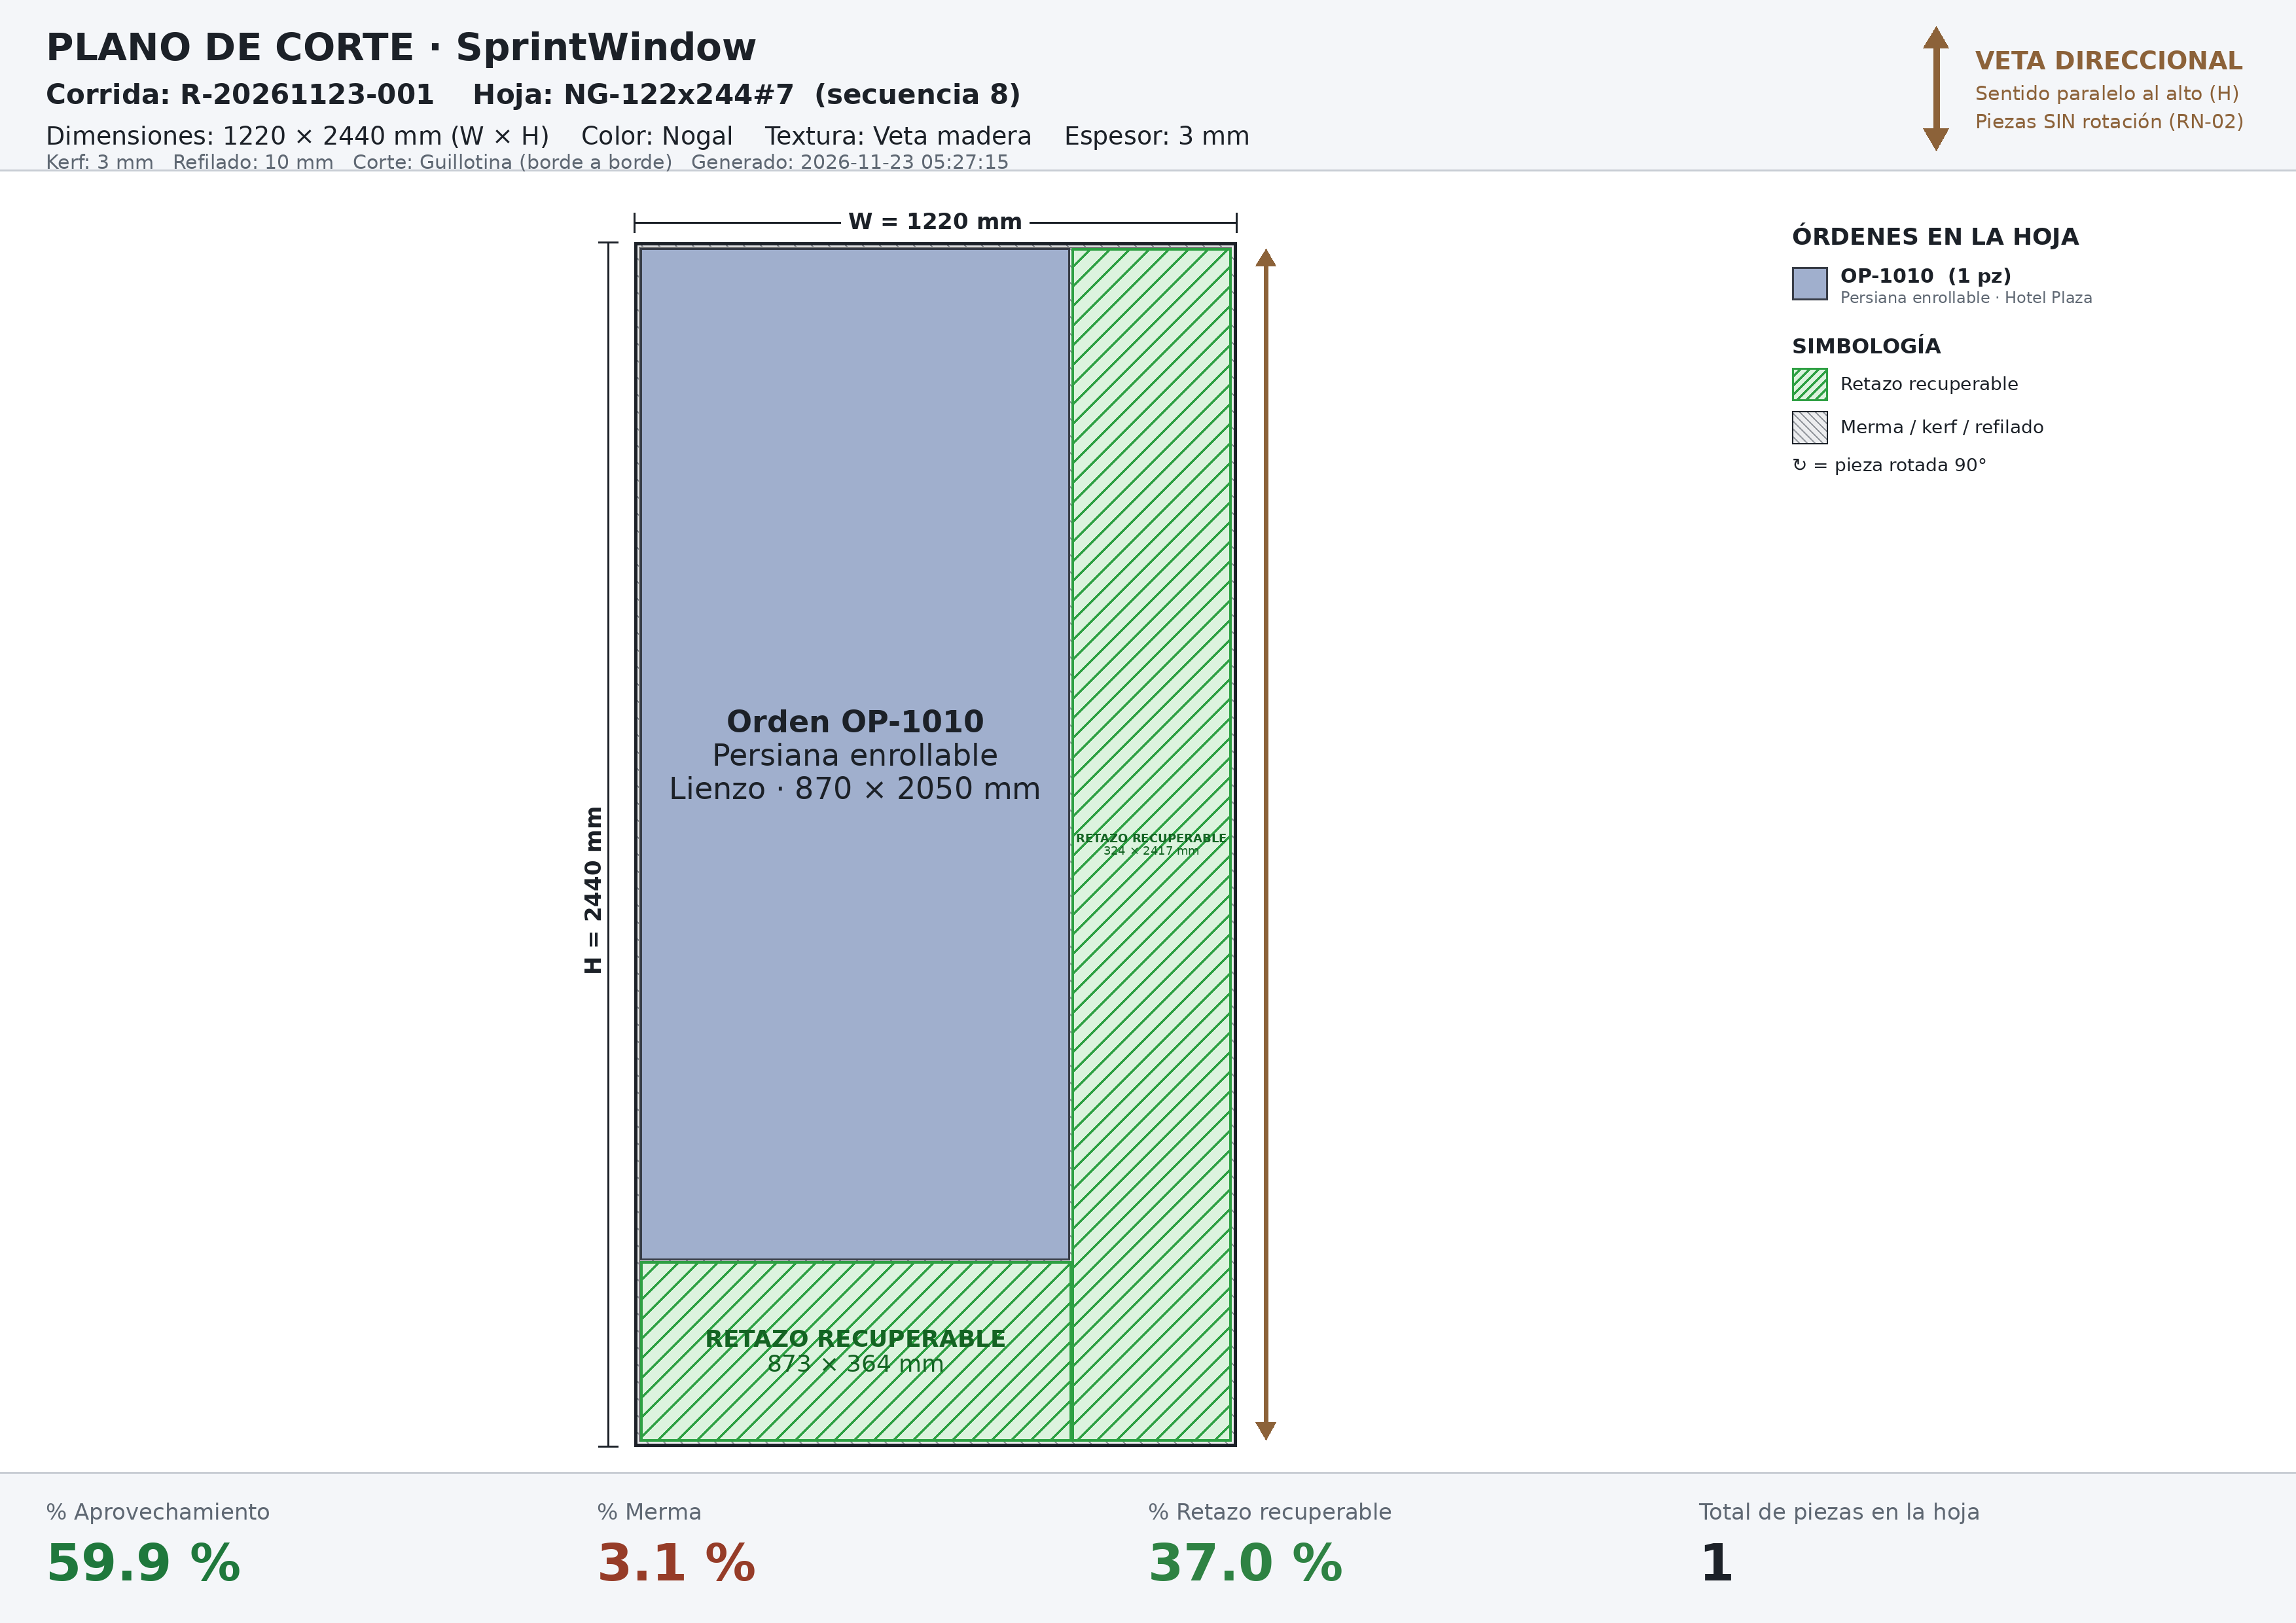 PLANO DE CORTE · SprintWindow
Corrida: R-20261123-001    Hoja: NG-122x244#7  (secuencia 8)
Dimensiones: 1220 × 2440 mm (W × H)    Color: Nogal    Textura: Veta madera    Espesor: 3 mm
Kerf: 3 mm   Refilado: 10 mm   Corte: Guillotina (borde a borde)   Generado: 2026-11-23 05:27:15
VETA DIRECCIONAL
Sentido paralelo al alto (H)
Piezas SIN rotación (RN-02)
W = 1220 mm
H = 2440 mm
Orden OP-1010
Persiana enrollable
Lienzo · 870 × 2050 mm
RETAZO RECUPERABLE
324 × 2417 mm
RETAZO RECUPERABLE
873 × 364 mm
ÓRDENES EN LA HOJA
OP-1010  (1 pz)
Persiana enrollable · Hotel Plaza
SIMBOLOGÍA
Retazo recuperable
Merma / kerf / refilado
↻ = pieza rotada 90°
% Aprovechamiento
59.9 %
% Merma
3.1 %
% Retazo recuperable
37.0 %
Total de piezas en la hoja
1